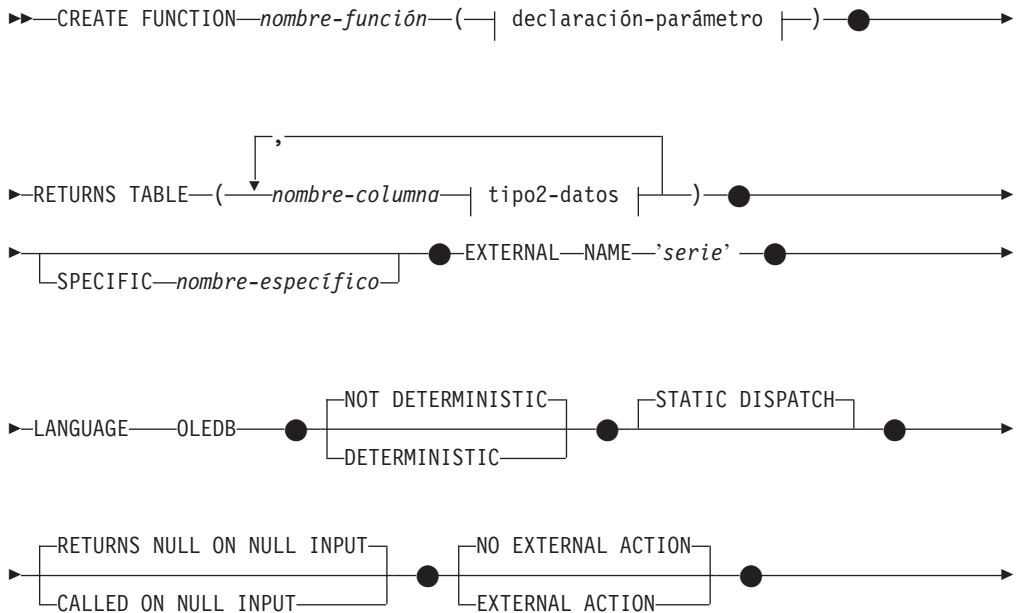 CREATE FUNCTION nombre-función ( declaración-parámetro )
,
RETURNS TABLE ( nombre-columna tipo2-datos )
SPECIFIC nombre-específico EXTERNAL NAME 'serie'
NOT DETERMINISTIC STATIC DISPATCH
LANGUAGE OLEDB
DETERMINISTIC
RETURNS NULL ON NULL INPUT NO EXTERNAL ACTION
CALLED ON NULL INPUT EXTERNAL ACTION